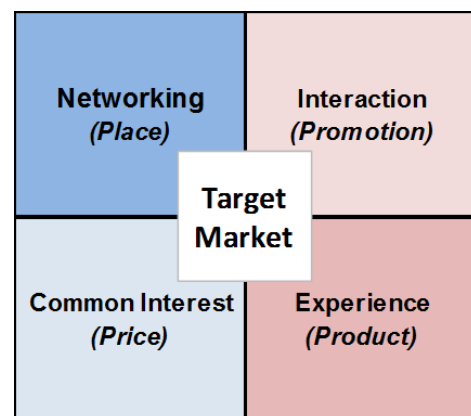 Networking
(Place)
Interaction
(Promotion)
Target
Market
Common Interest
(Price)
Experience
(Product)